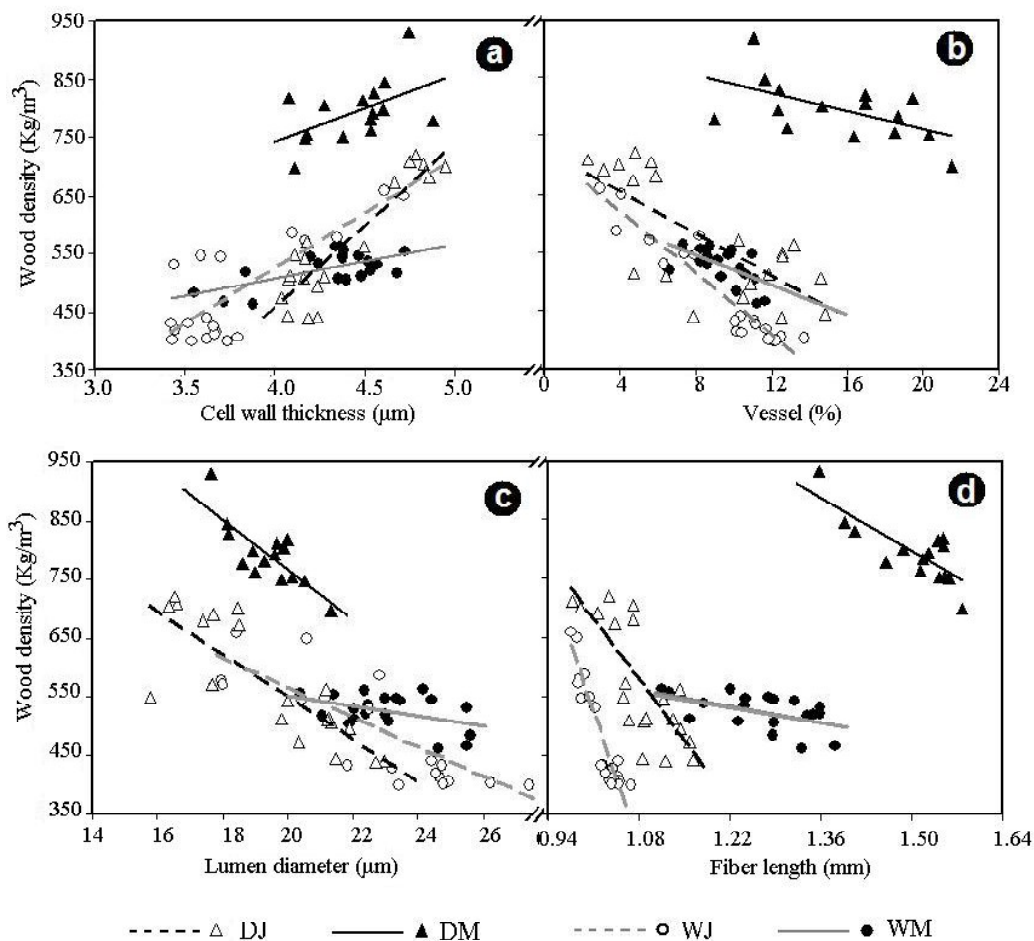 950
850
750
650
550
450
350
Wood density (Kg/m³)
a
b
3.0 3.5 4.0 4.5 5.0
0 4 8 12 16 20 24
Cell wall thickness (µm)
Vessel (%)
950
850
750
650
550
450
350
Wood density (Kg/m³)
c
d
14 16 18 20 22 24 26
0.94 1.08 1.22 1.36 1.50 1.64
Lumen diameter (µm)
Fiber length (mm)
DJ DM WJ WM